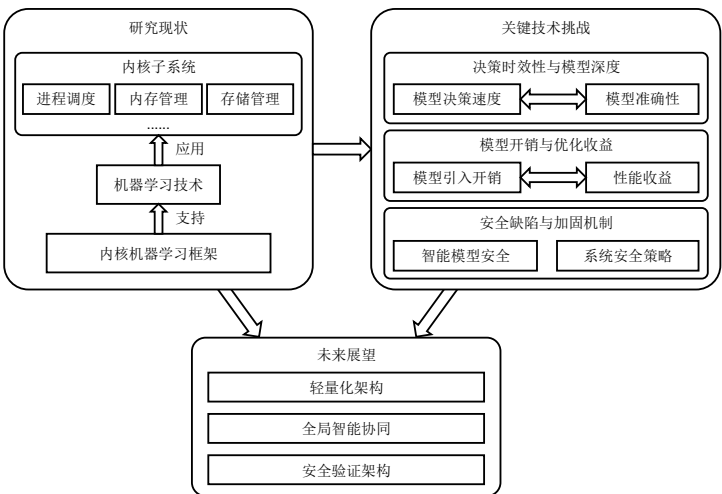 研究现状
内核子系统
进程调度 内存管理 存储管理
......
应用
机器学习技术
支持
内核机器学习框架
关键技术挑战
决策时效性与模型深度
模型决策速度 模型准确性
模型开销与优化收益
模型引入开销 性能收益
安全缺陷与加固机制
智能模型安全 系统安全策略
未来展望
轻量化架构
全局智能协同
安全验证架构